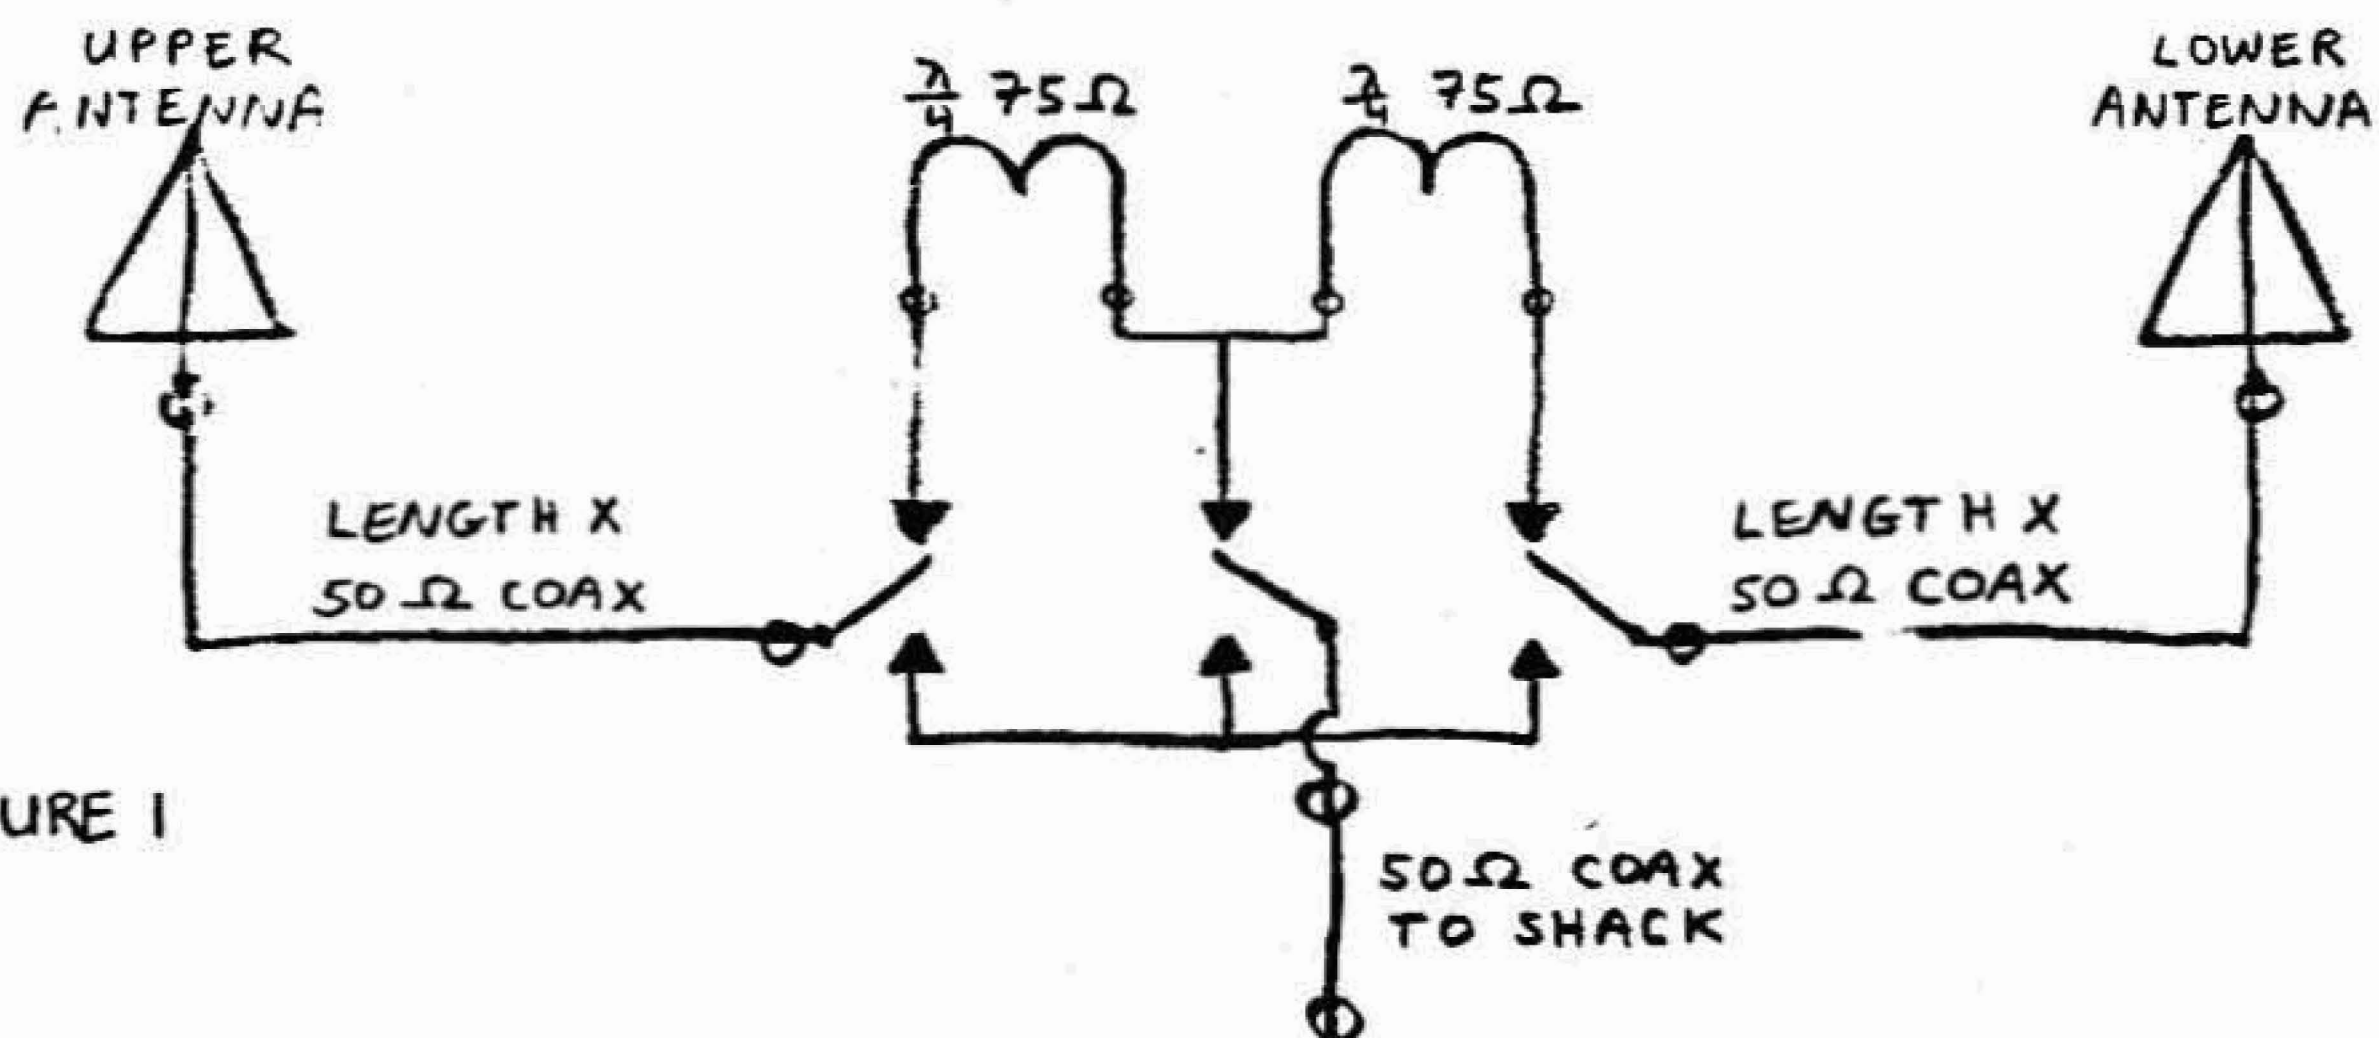 UPPER
ANTENNA
λ/4 75Ω
λ/4 75Ω
LOWER
ANTENNA
LENGTH X
50 Ω COAX
LENGTH X
50 Ω COAX
URE 1
50Ω COAX
TO SHACK